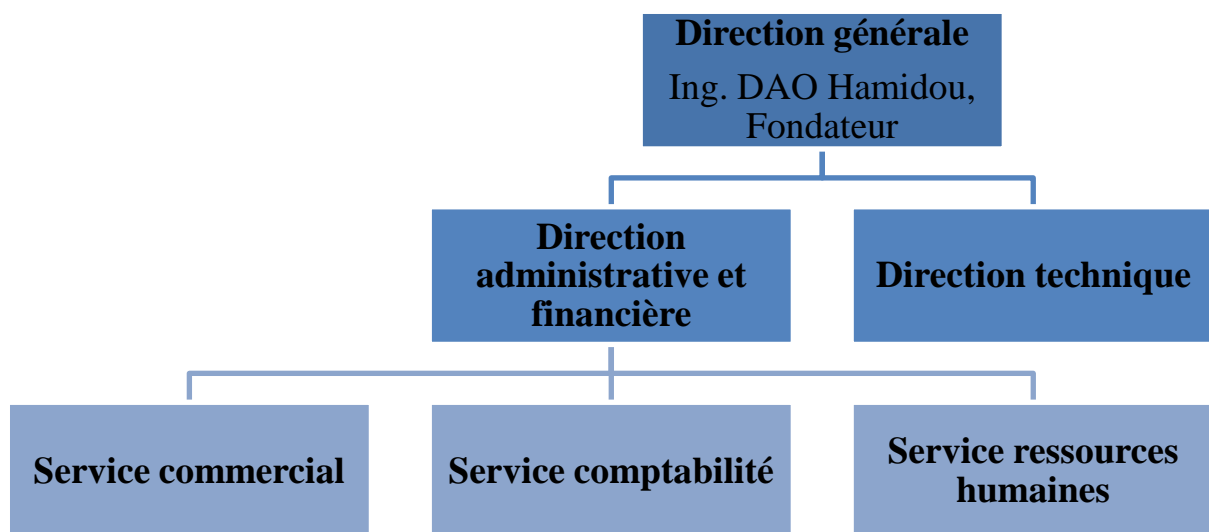 Direction générale
Ing. DAO Hamidou,
Fondateur
Direction
administrative et
financière
Direction technique
Service commercial
Service comptabilité
Service ressources
humaines